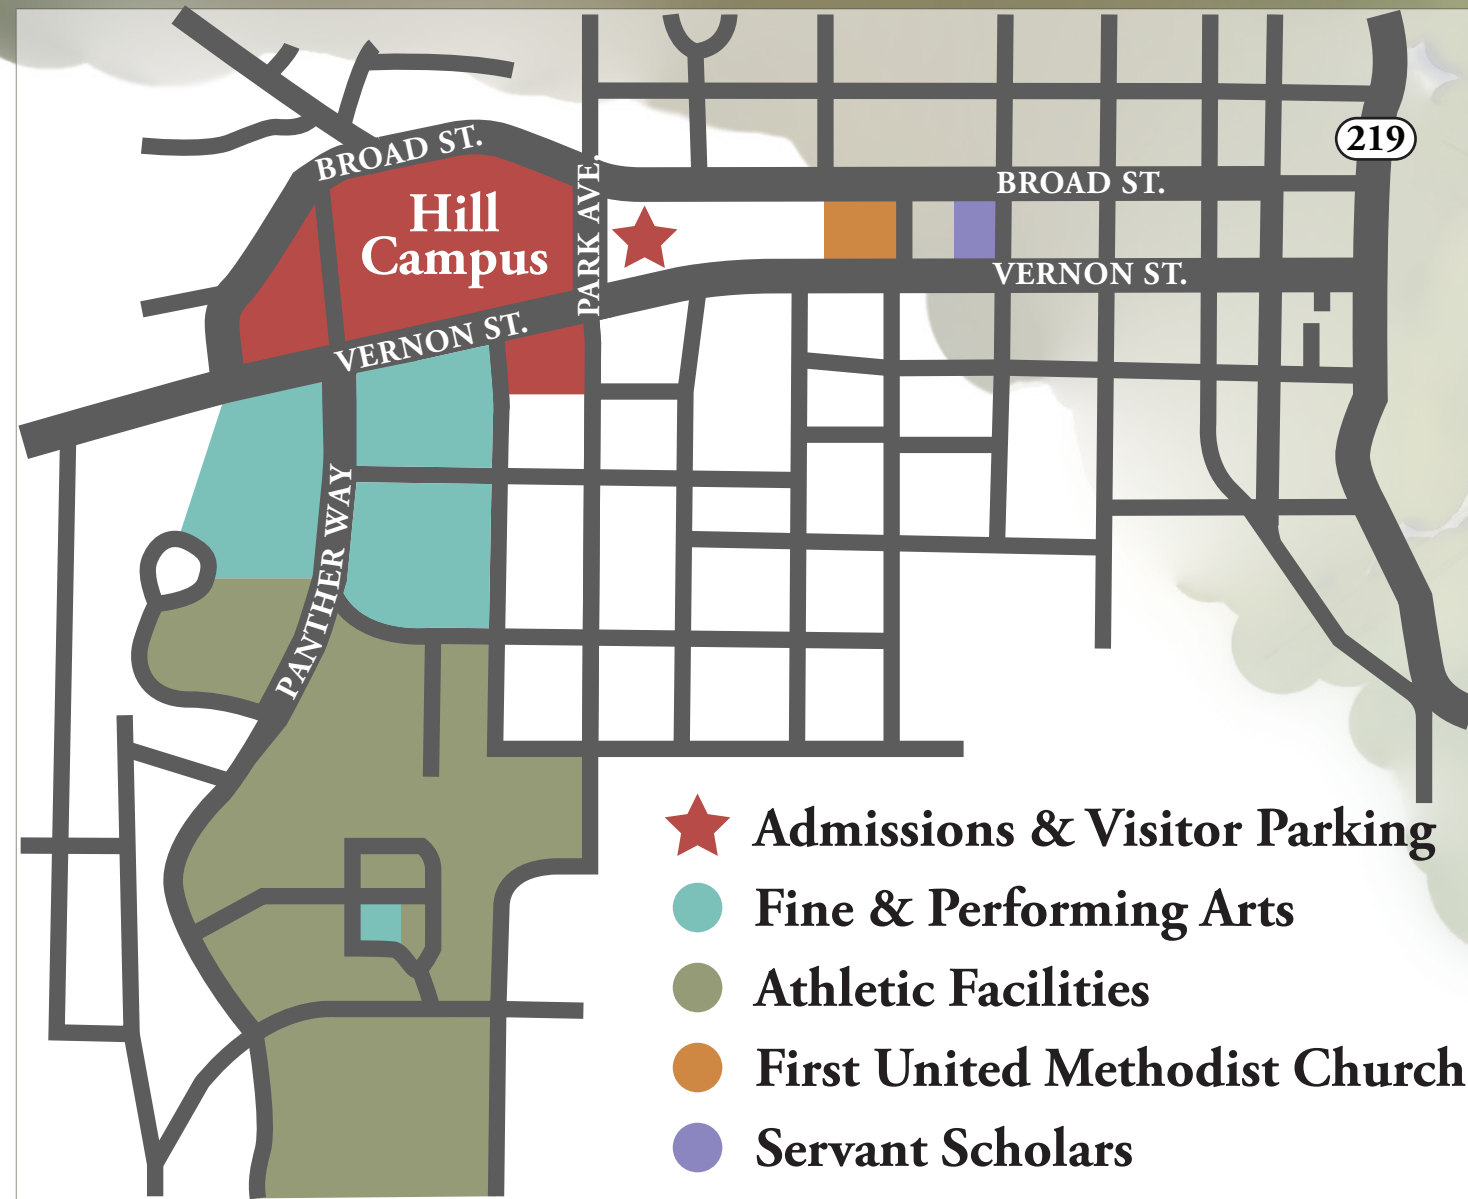 219
BROAD ST.
BROAD ST.
Hill
Campus
PARK AVE.
VERNON ST.
VERNON ST.
PANTHER WAY
Admissions & Visitor Parking
Fine & Performing Arts
Athletic Facilities
First United Methodist Church
Servant Scholars